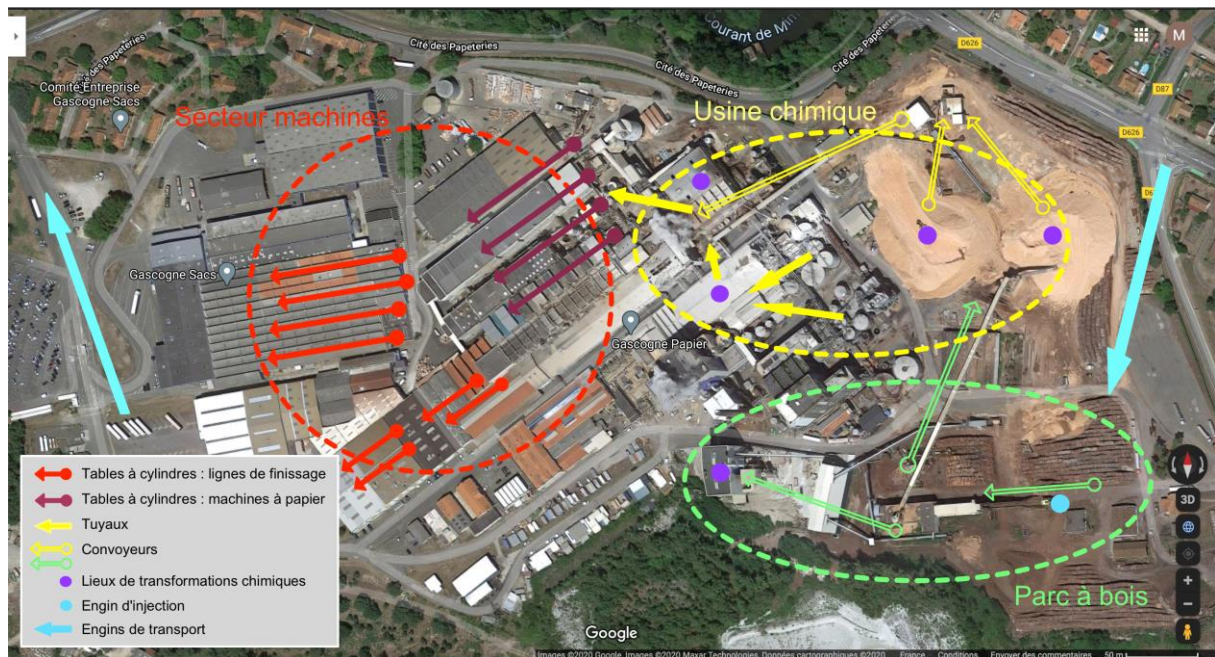 Courant de Min
Cité des Papeteries
Cité des Papeteries
Cité des Papeteries
des Papeteries
D626
D87
D626
M
Comité Entreprise
Gascogne Sacs
Secteur machines
Usine chimique
Gascogne Sacs
Gascogne Papier
Parc à bois
3D
Tables à cylindres : lignes de finissage
Tables à cylindres : machines à papier
Tuyaux
Convoyeurs
Lieux de transformations chimiques
Engin d'injection
Engins de transport
Google
Images ©2020 Google, Images ©2020 Maxar Technologies, Données cartographiques ©2020 France Conditions Envoyer des commentaires 50 m